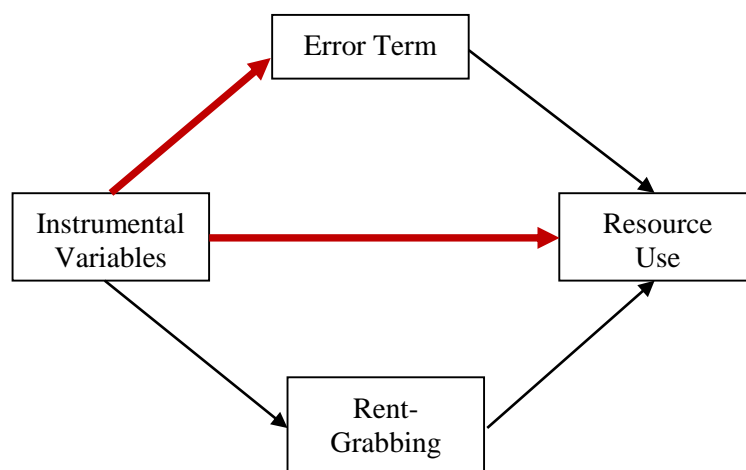 Error Term
Instrumental
Variables
Resource
Use
Rent-
Grabbing